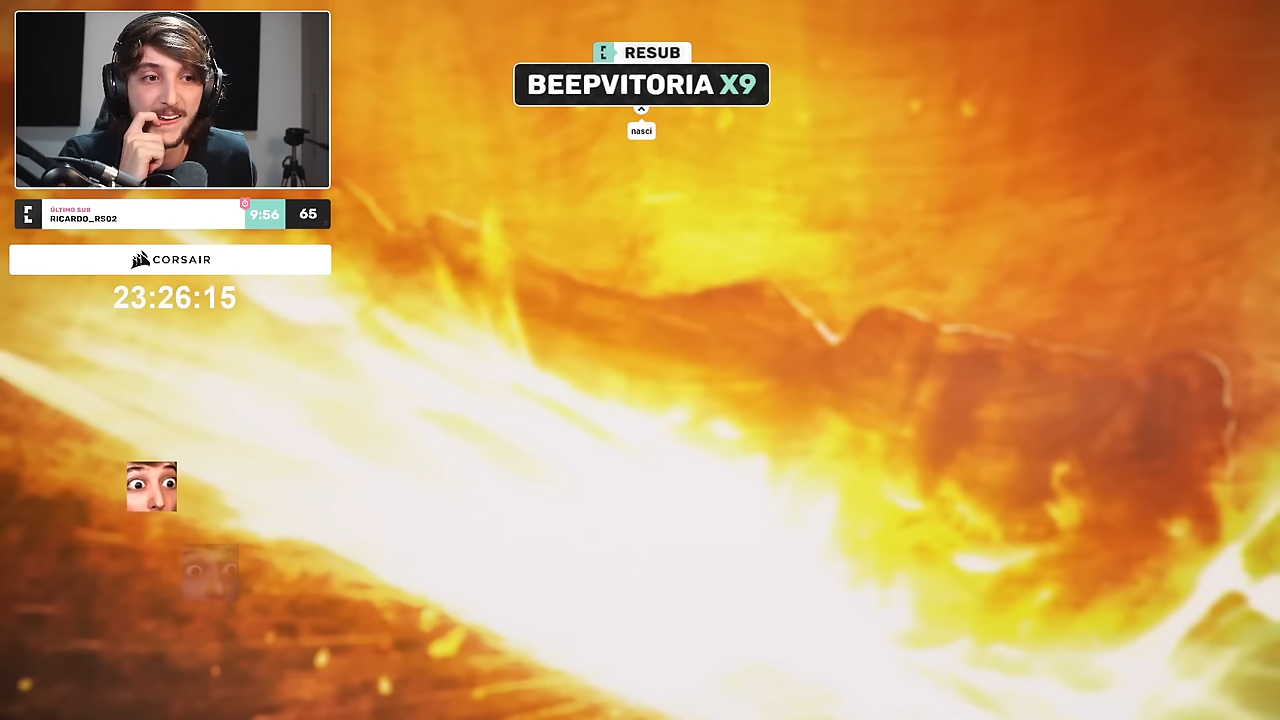 RESUB
BEEPVITORIA X9
nasci
ÚLTIMO SUB
RICARDO_RS02
9:56
65
CORSAIR
23:26:15